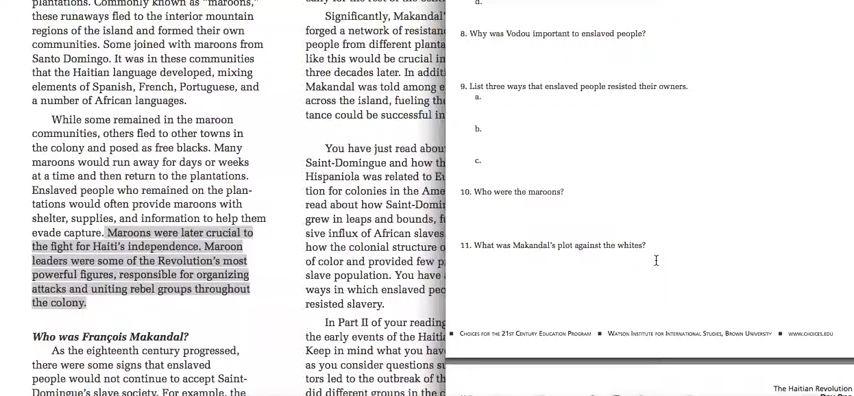 plantations. Commonly known as "maroons,"
these runaways fled to the interior mountain
regions of the island and formed their own
communities. Some joined with maroons from
Santo Domingo. It was in these communities
that the Haitian language developed, mixing
elements of Spanish, French, Portuguese, and
a number of African languages.
While some remained in the maroon
communities, others fled to other towns in
the colony and posed as free blacks. Many
maroons would run away for days or weeks
at a time and then return to the plantations.
Enslaved people who remained on the plan-
tations would often provide maroons with
shelter, supplies, and information to help them
evade capture. Maroons were later crucial to
the fight for Haiti's independence. Maroon
leaders were some of the Revolution's most
powerful figures, responsible for organizing
attacks and uniting rebel groups throughout
the colony.
Who was François Makandal?
As the eighteenth century progressed,
there were some signs that enslaved
people would not continue to accept Saint-
Domingue's slave society. For example, the
Significantly, Makandal'
forged a network of resistan
people from different planta
like this would be crucial in
three decades later. In additi
Makandal was told among e
across the island, fueling the
tance could be successful in
You have just read abou
Saint-Domingue and how th
Hispaniola was related to Eu
tion for colonies in the Ame
read about how Saint-Domi
grew in leaps and bounds, f
sive influx of African slaves
how the colonial structure o
of color and provided few p
slave population. You have
ways in which enslaved peo
resisted slavery.
In Part II of your reading
the early events of the Haiti
Keep in mind what you hav
as you consider questions su
tors led to the outbreak of th
did different groups in the c
d.
8. Why was Vodou important to enslaved people?
9. List three ways that enslaved people resisted their owners.
a.
b.
c.
10. Who were the maroons?
11. What was Makandal's plot against the whites?
■ Choices for the 21st Century Education Program ■ Watson Institute for International Studies, Brown University ■ www.choices.edu
The Haitian Revolution